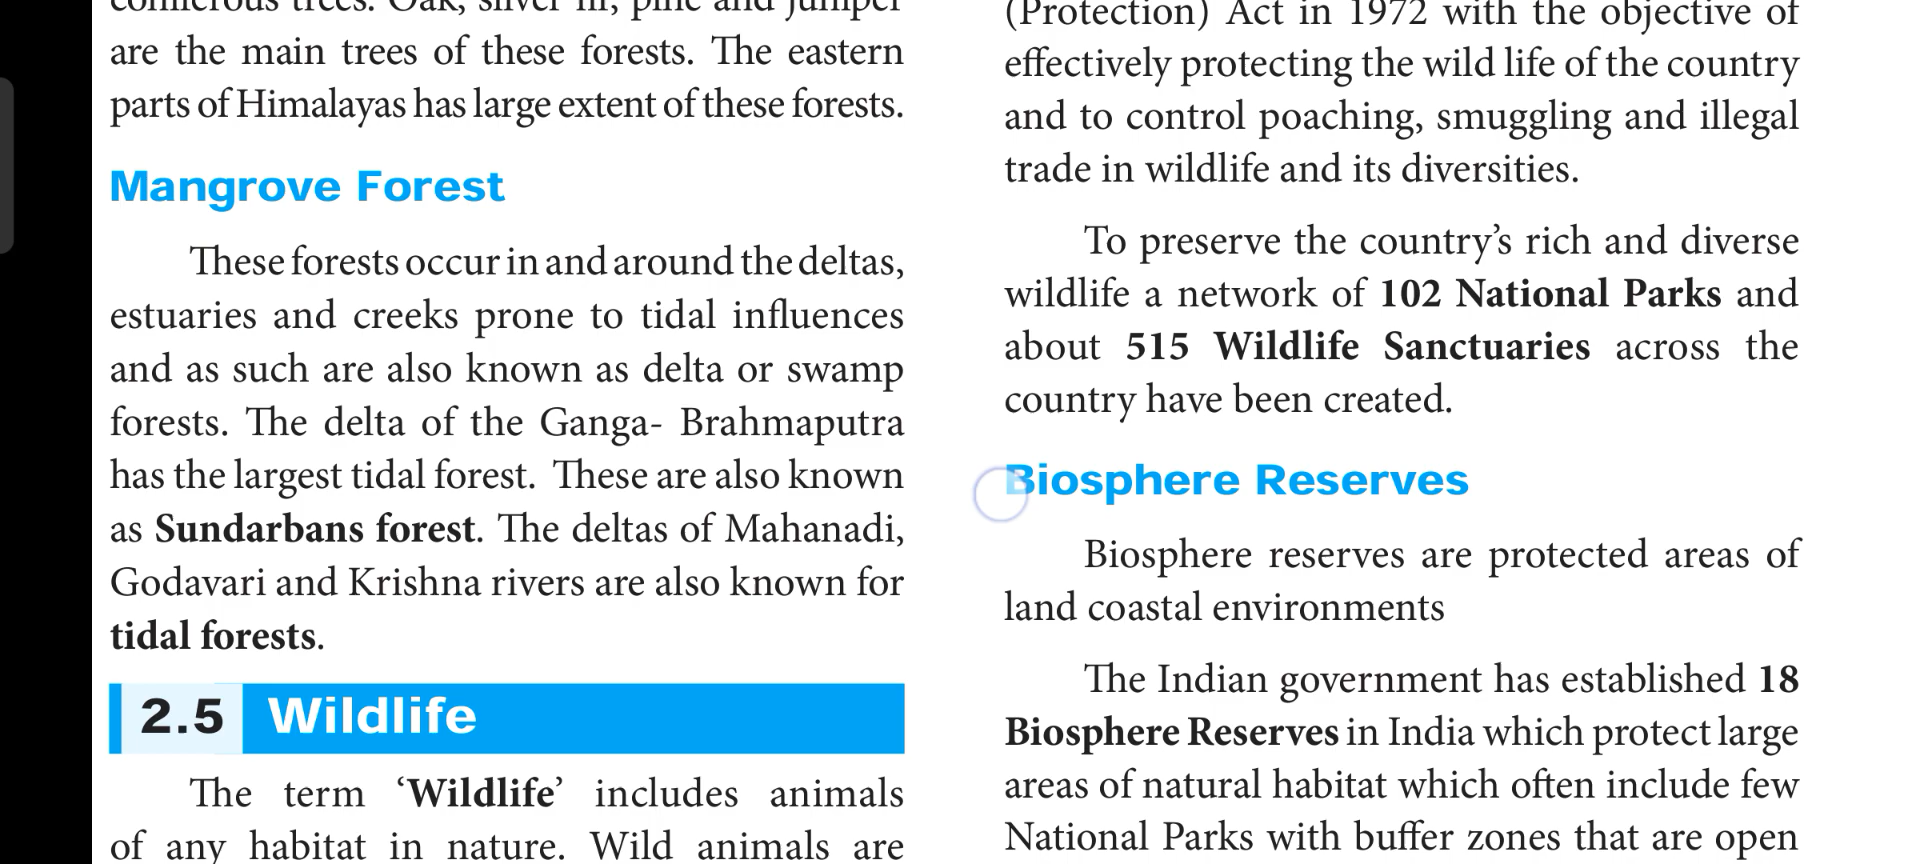 coniferous trees. Oak, silver fir, pine and juniper
are the main trees of these forests. The eastern
parts of Himalayas has large extent of these forests.
Mangrove Forest
These forests occur in and around the deltas,
estuaries and creeks prone to tidal influences
and as such are also known as delta or swamp
forests. The delta of the Ganga- Brahmaputra
has the largest tidal forest. These are also known
as Sundarbans forest. The deltas of Mahanadi,
Godavari and Krishna rivers are also known for
tidal forests.
2.5 Wildlife
The term ‘Wildlife’ includes animals
of any habitat in nature. Wild animals are
(Protection) Act in 1972 with the objective of
effectively protecting the wild life of the country
and to control poaching, smuggling and illegal
trade in wildlife and its diversities.
To preserve the country’s rich and diverse
wildlife a network of 102 National Parks and
about 515 Wildlife Sanctuaries across the
country have been created.
Biosphere Reserves
Biosphere reserves are protected areas of
land coastal environments
The Indian government has established 18
Biosphere Reserves in India which protect large
areas of natural habitat which often include few
National Parks with buffer zones that are open